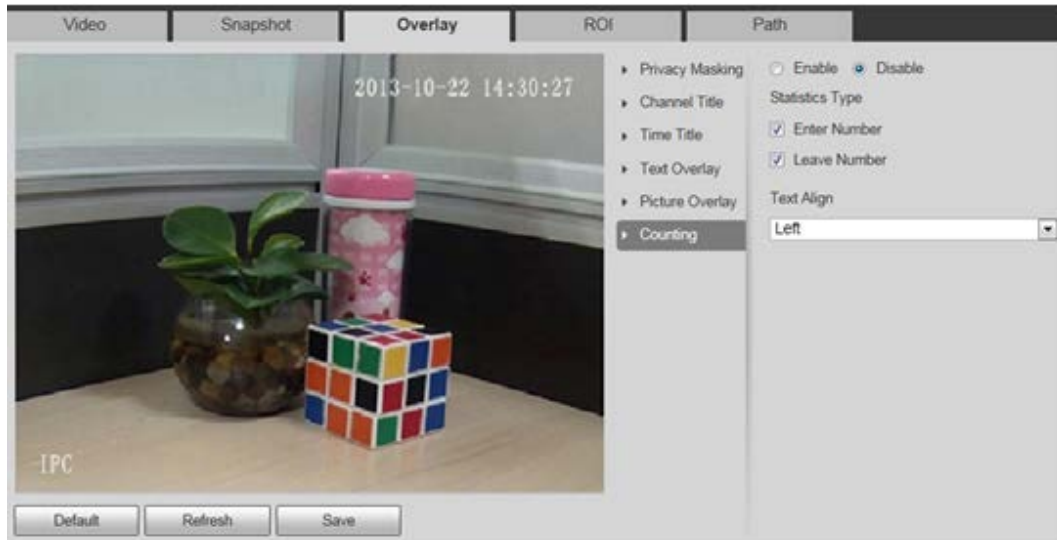 Video
Snapshot
Overlay
ROI
Path
2013-10-22 14:30:27
IPC
Privacy Masking
Channel Title
Time Title
Text Overlay
Picture Overlay
Counting
Enable
Disable
Statistics Type
Enter Number
Leave Number
Text Align
Left
Default
Refresh
Save